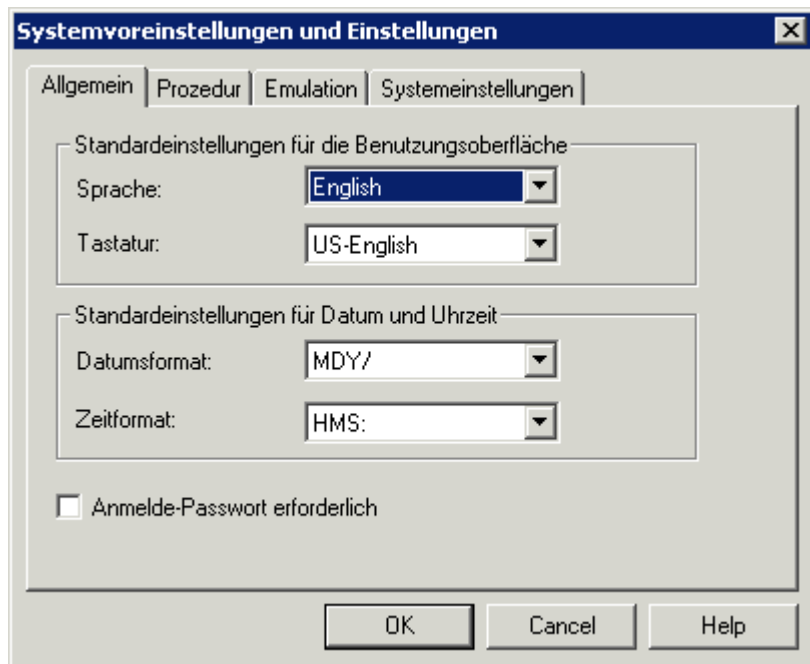 Systemvoreinstellungen und Einstellungen
Allgemein Prozedur Emulation Systemeinstellungen
Standardeinstellungen für die Benutzungsoberfläche
Sprache: English
Tastatur: US-English
Standardeinstellungen für Datum und Uhrzeit
Datumsformat: MDY/
Zeitformat: HMS:
Anmelde-Passwort erforderlich
OK Cancel Help